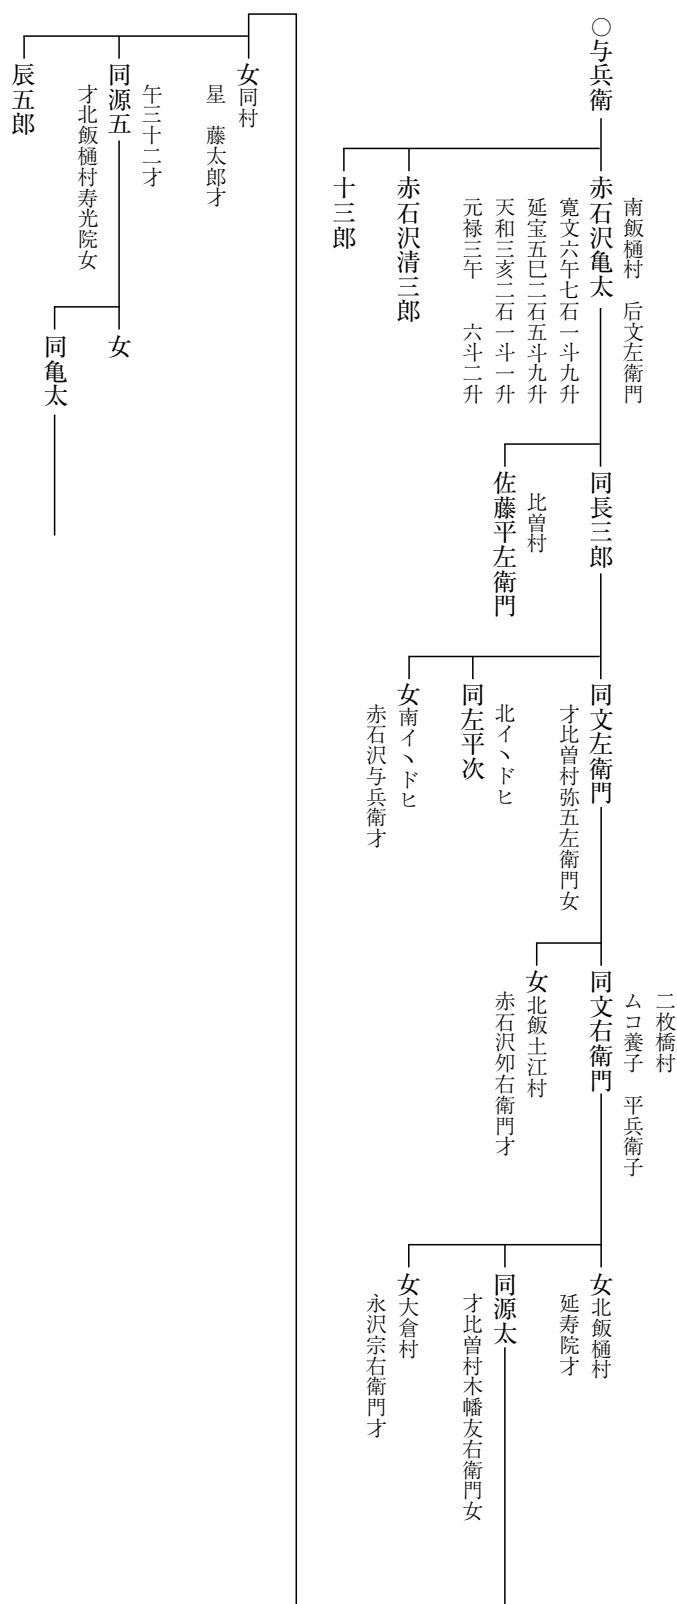 ○与兵衛
南飯樋村　后文左衛門
赤石沢亀太
寛文六午七石一斗九升
延宝五巳二石五斗九升
天和三亥二石一斗一升
元禄三午　　六斗二升
赤石沢清三郎
十三郎
同長三郎
比曽村
佐藤平左衛門
同文左衛門
才比曽村弥五左衛門女
北イヽドヒ
同左平次
女南イヽドヒ
赤石沢与兵衛才
二枚橋村
ムコ養子　平兵衛子
同文右衛門
女北飯土江村
赤石沢夘右衛門才
女北飯樋村
延寿院才
同源太
才比曽村木幡友右衛門女
女大倉村
永沢宗右衛門才
女同村
星　藤太郎才
午三十二才
同源五
才北飯樋村寿光院女
辰五郎
女
同亀太